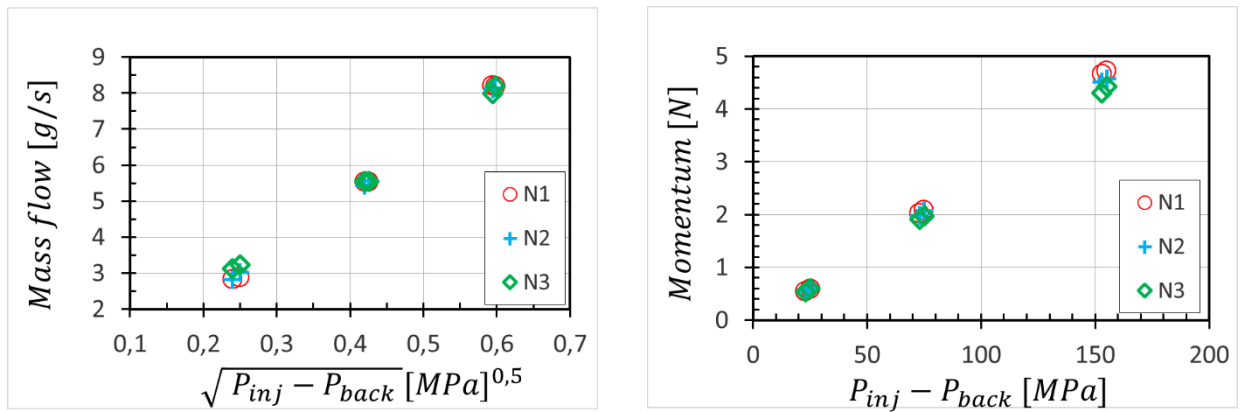 9
8
7
6
5
4
3
2
Mass flow [g/s]
N1
N2
N3
0,1 0,2 0,3 0,4 0,5 0,6 0,7
√P_inj − P_back [MPa]^0,5
5
4
3
2
1
0
Momentum [N]
N1
N2
N3
0 50 100 150 200
P_inj − P_back [MPa]